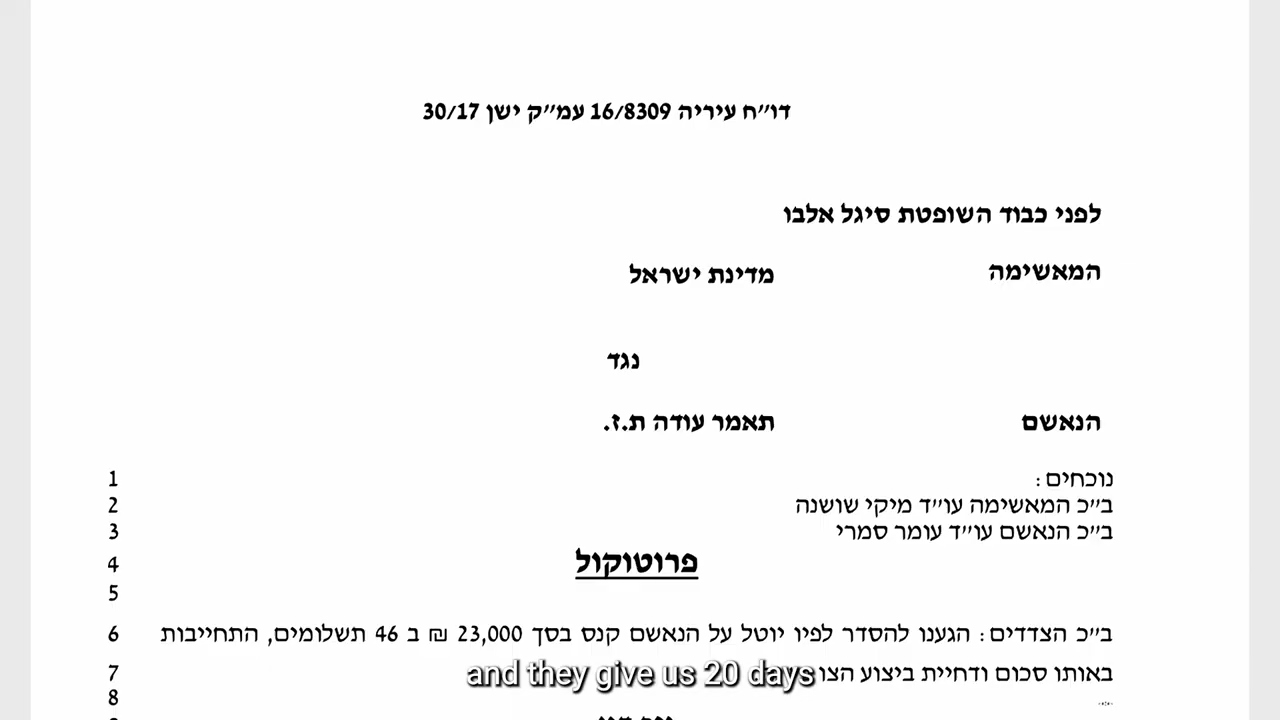 דו״ח עיריה 16/8309 עמ״ק ישן 30/17
לפני כבוד השופטת סיגל אלבו
המאשימה מדינת ישראל
נגד
הנאשם תאמר עודה ת.ז.
נוכחים: 1
ב״כ המאשימה עו״ד מיקי שושנה 2
ב״כ הנאשם עו״ד עומר סמרי 3
פרוטוקול 4
5
ב״כ הצדדים: הגענו להסדר לפיו יוטל על הנאשם קנס בסך 23,000 ₪ ב 46 תשלומים, התחייבות 6
באותו סכום ודחיית ביצוע הצו 7
and they give us 20 days
8